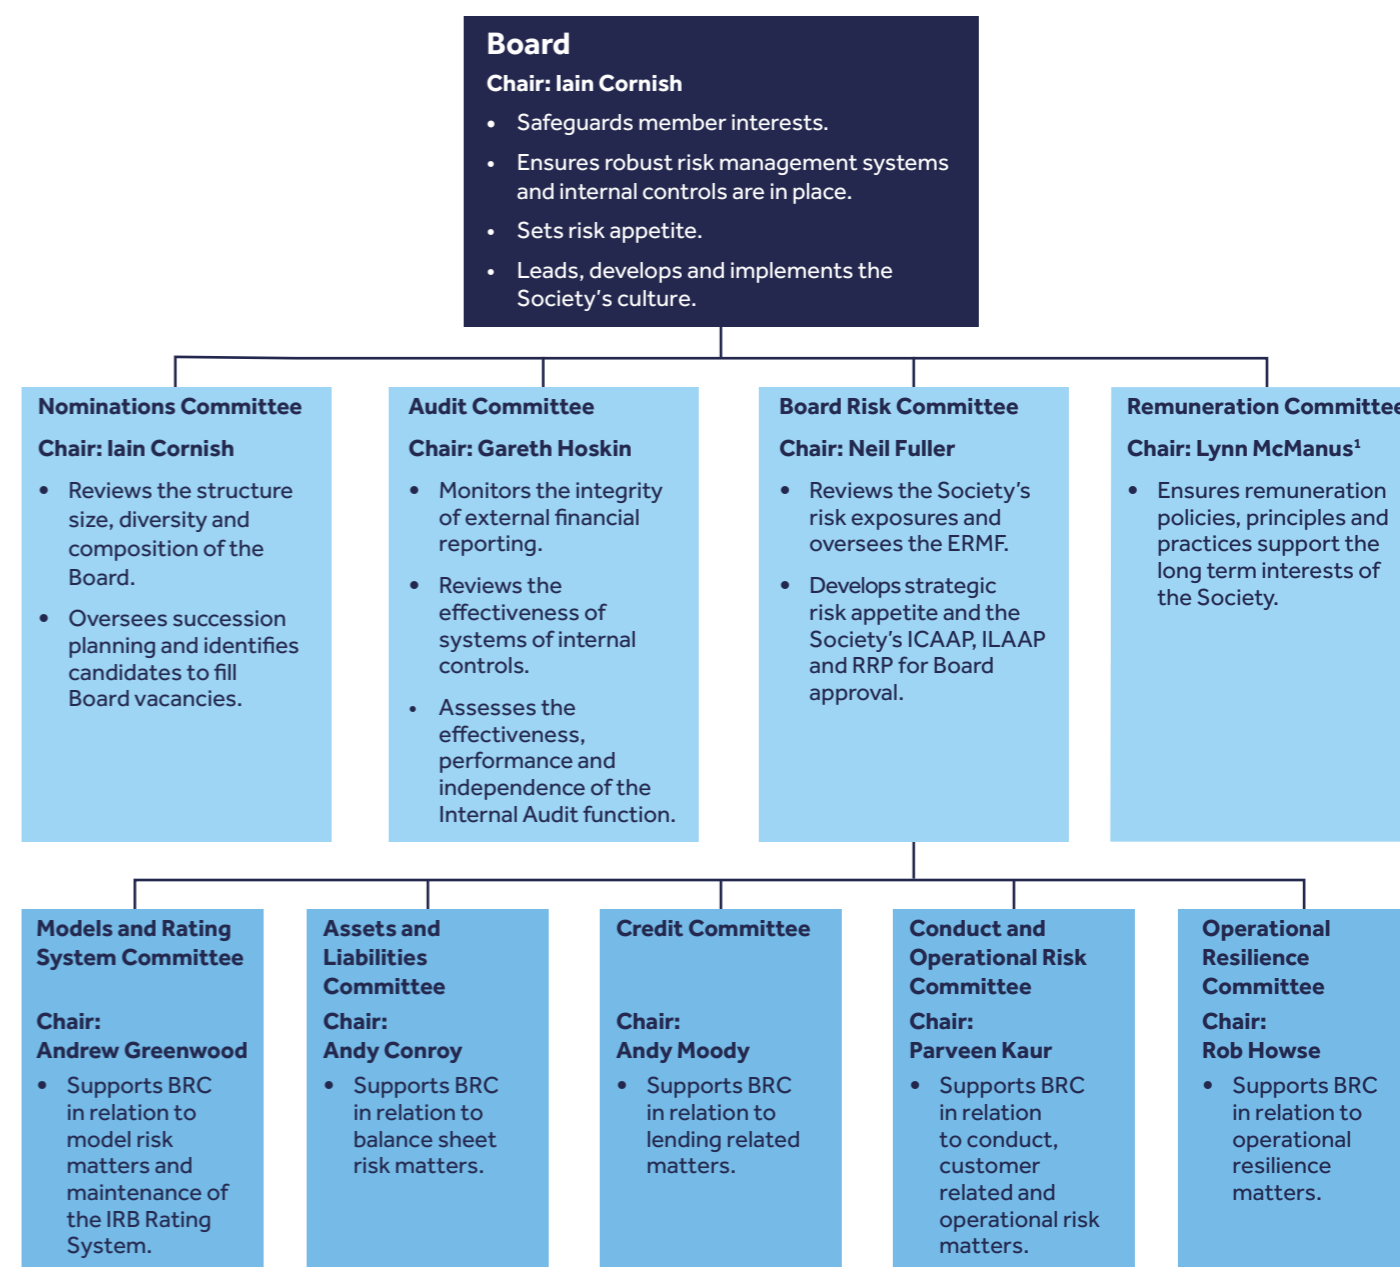 Board
Chair: Iain Cornish
• Safeguards member interests.
• Ensures robust risk management systems
and internal controls are in place.
• Sets risk appetite.
• Leads, develops and implements the
Society's culture.
Nominations Committee
Chair: Iain Cornish
• Reviews the structure
size, diversity and
composition of the
Board.
• Oversees succession
planning and identifies
candidates to fill
Board vacancies.
Audit Committee
Chair: Gareth Hoskin
• Monitors the integrity
of external financial
reporting.
• Reviews the
effectiveness of
systems of internal
controls.
• Assesses the
effectiveness,
performance and
independence of the
Internal Audit function.
Board Risk Committee
Chair: Neil Fuller
• Reviews the Society's
risk exposures and
oversees the ERMF.
• Develops strategic
risk appetite and the
Society's ICAAP, ILAAP
and RRP for Board
approval.
Remuneration Committee
Chair: Lynn McManus¹
• Ensures remuneration
policies, principles and
practices support the
long term interests of
the Society.
Models and Rating
System Committee
Chair:
Andrew Greenwood
• Supports BRC
in relation to
model risk
matters and
maintenance of
the IRB Rating
System.
Assets and
Liabilities
Committee
Chair:
Andy Conroy
• Supports BRC
in relation to
balance sheet
risk matters.
Credit Committee
Chair:
Andy Moody
• Supports BRC
in relation to
lending related
matters.
Conduct and
Operational Risk
Committee
Chair:
Parveen Kaur
• Supports BRC
in relation
to conduct,
customer
related and
operational risk
matters.
Operational
Resilience
Committee
Chair:
Rob Howse
• Supports BRC
in relation to
operational
resilience
matters.